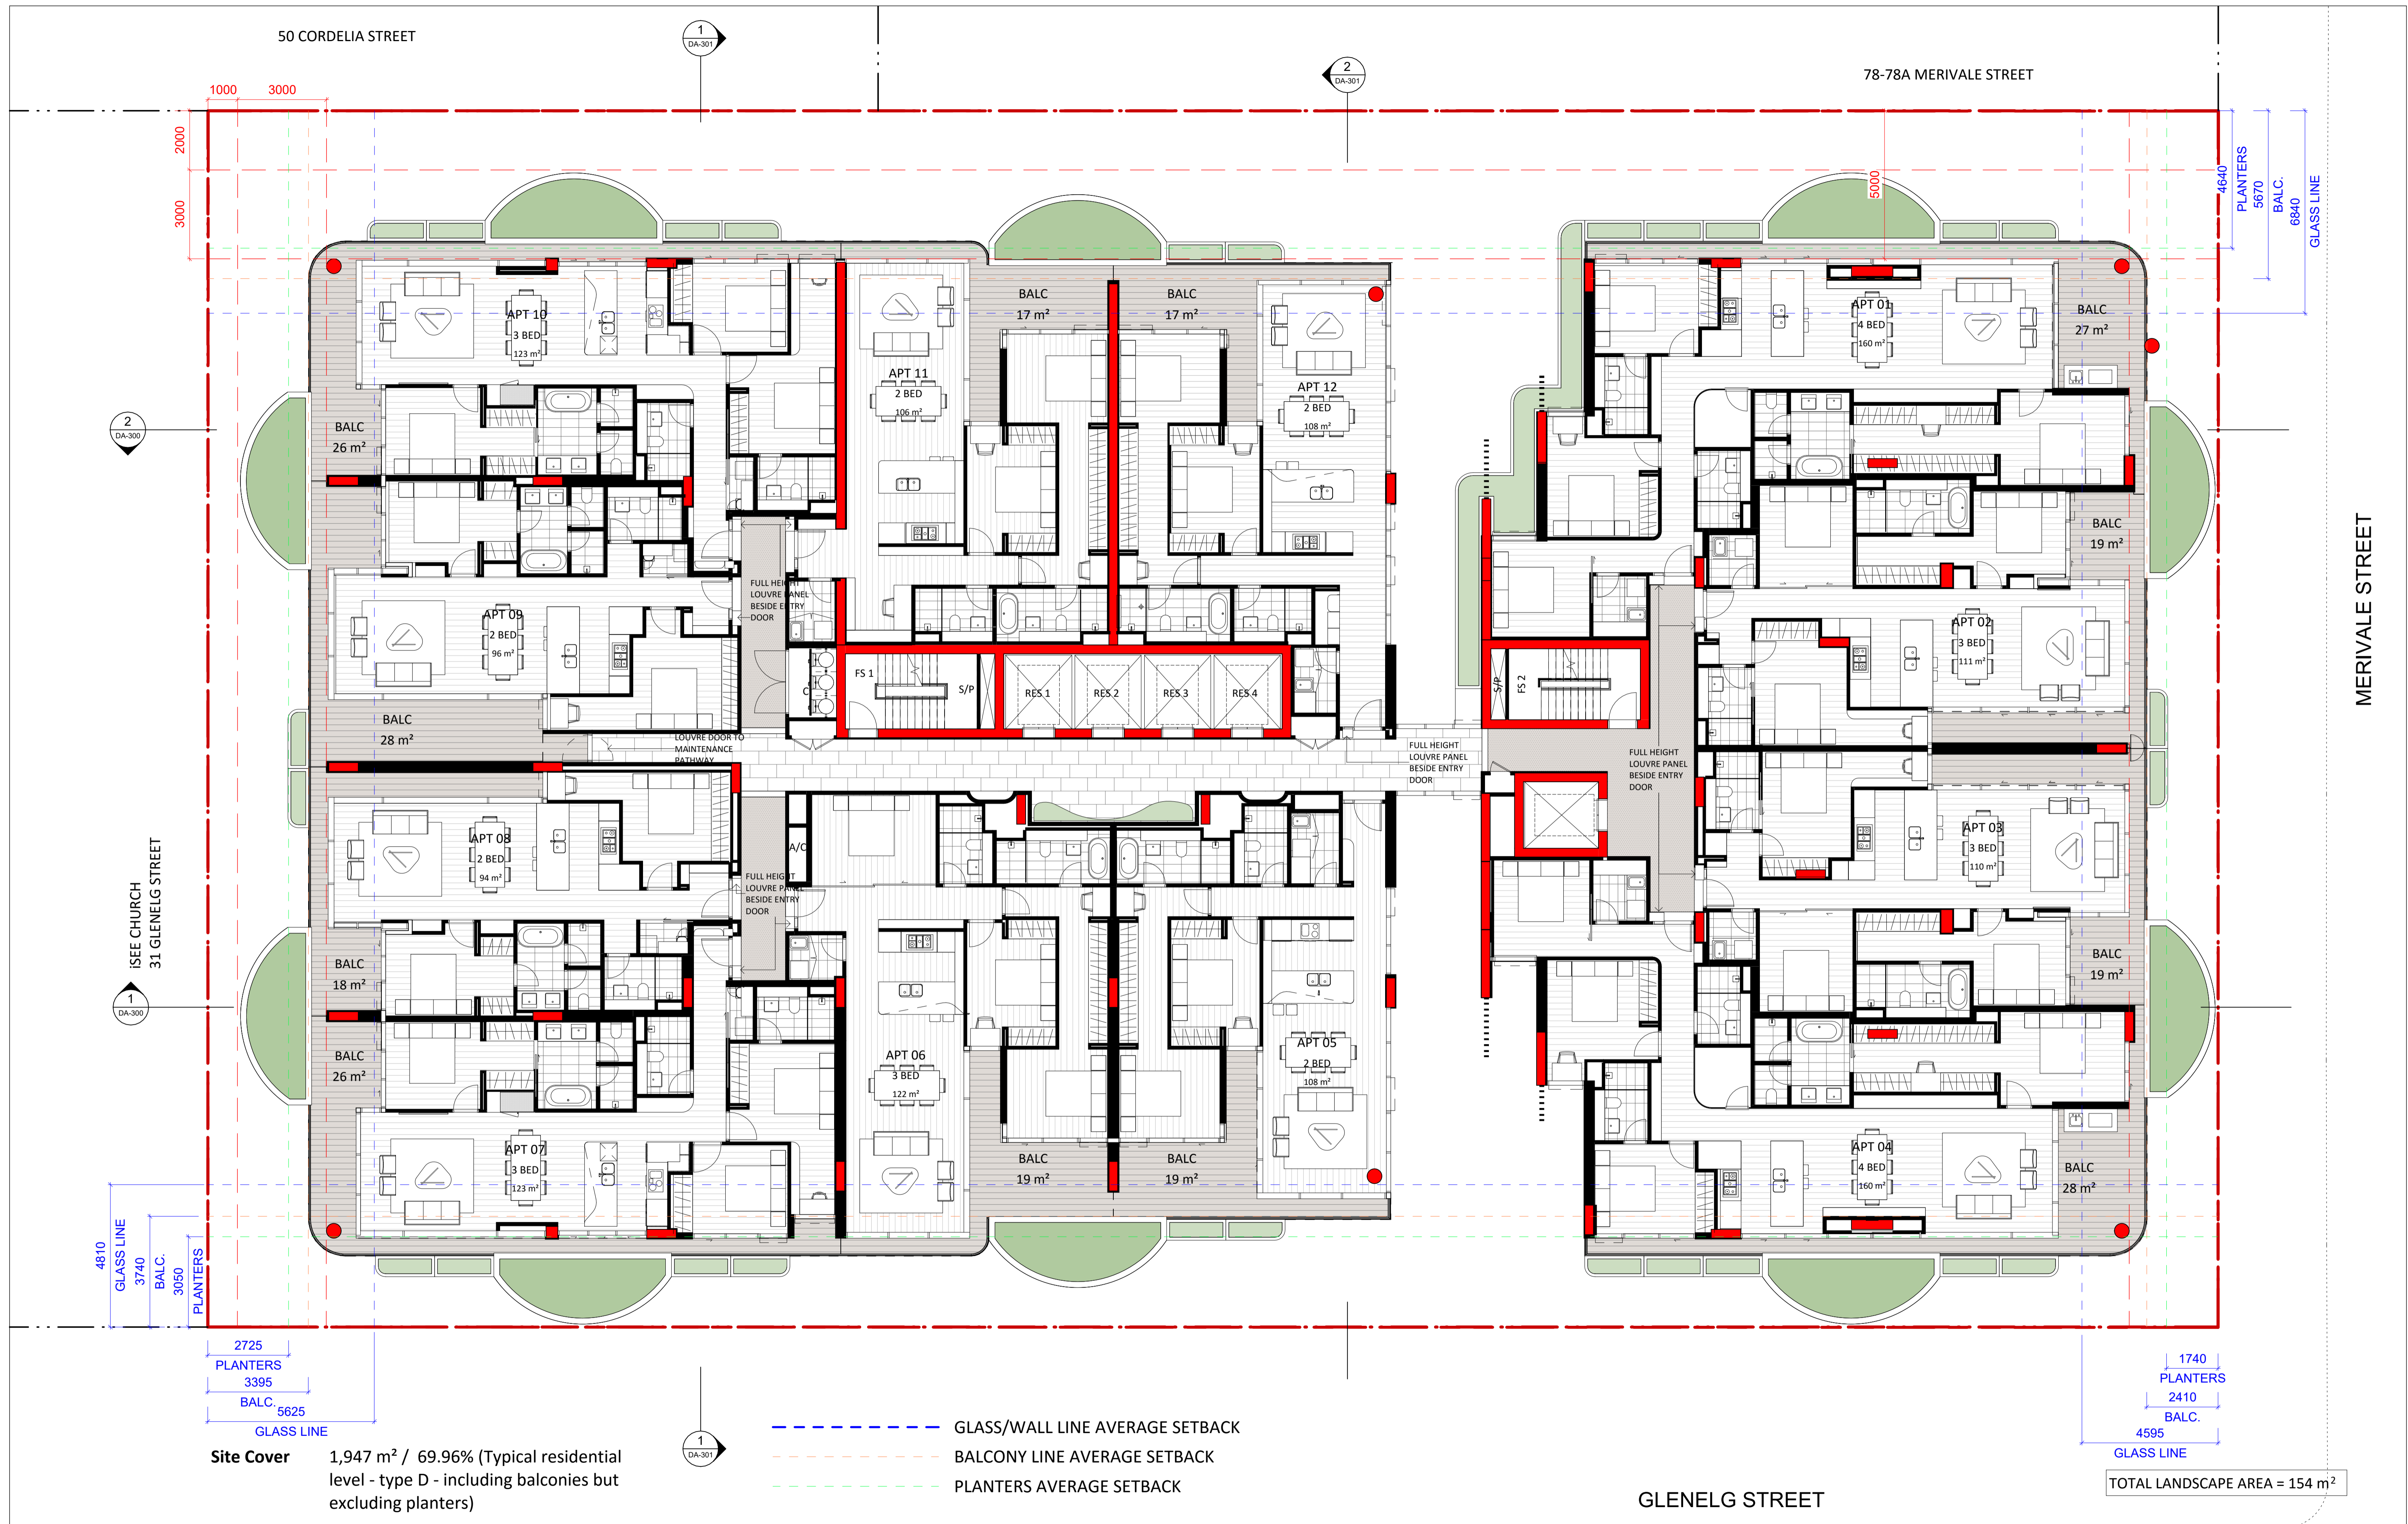 50 CORDELIA STREET
1
DA-301
2
DA-301
78-78A MERIVALE STREET
1000
3000
2000
3000
5000
4640
PLANTERS
5670
BALC.
6840
GLASS LINE
APT 10
3 BED
123 m²
BALC
17 m²
BALC
17 m²
APT 01
4 BED
160 m²
BALC
27 m²
APT 11
2 BED
106 m²
APT 12
2 BED
108 m²
2
DA-300
BALC
26 m²
BALC
19 m²
MERIVALE STREET
FULL HEIGHT
LOUVRE PANEL
BESIDE ENTRY
DOOR
APT 09
2 BED
96 m²
APT 02
3 BED
111 m²
FS 1
S/P
RES 1
RES 2
RES 3
RES 4
S/P
FS 2
BALC
28 m²
LOUVRE DOOR TO
MAINTENANCE
PATHWAY
FULL HEIGHT
LOUVRE PANEL
BESIDE ENTRY
DOOR
FULL HEIGHT
LOUVRE PANEL
BESIDE ENTRY
DOOR
APT 08
2 BED
94 m²
A/C
APT 03
3 BED
110 m²
FULL HEIGHT
LOUVRE PANEL
BESIDE ENTRY
DOOR
iSEE CHURCH
31 GLENELG STREET
BALC
18 m²
BALC
19 m²
1
DA-300
BALC
26 m²
APT 06
3 BED
122 m²
APT 05
2 BED
108 m²
APT 07
3 BED
123 m²
BALC
19 m²
BALC
19 m²
APT 04
4 BED
160 m²
BALC
28 m²
4810
GLASS LINE
3740
BALC.
3050
PLANTERS
2725
PLANTERS
3395
BALC.
5625
GLASS LINE
1740
PLANTERS
2410
BALC.
4595
GLASS LINE
Site Cover 1,947 m² / 69.96% (Typical residential
level - type D - including balconies but
excluding planters)
1
DA-301
GLASS/WALL LINE AVERAGE SETBACK
BALCONY LINE AVERAGE SETBACK
PLANTERS AVERAGE SETBACK
GLENELG STREET
TOTAL LANDSCAPE AREA = 154 m²